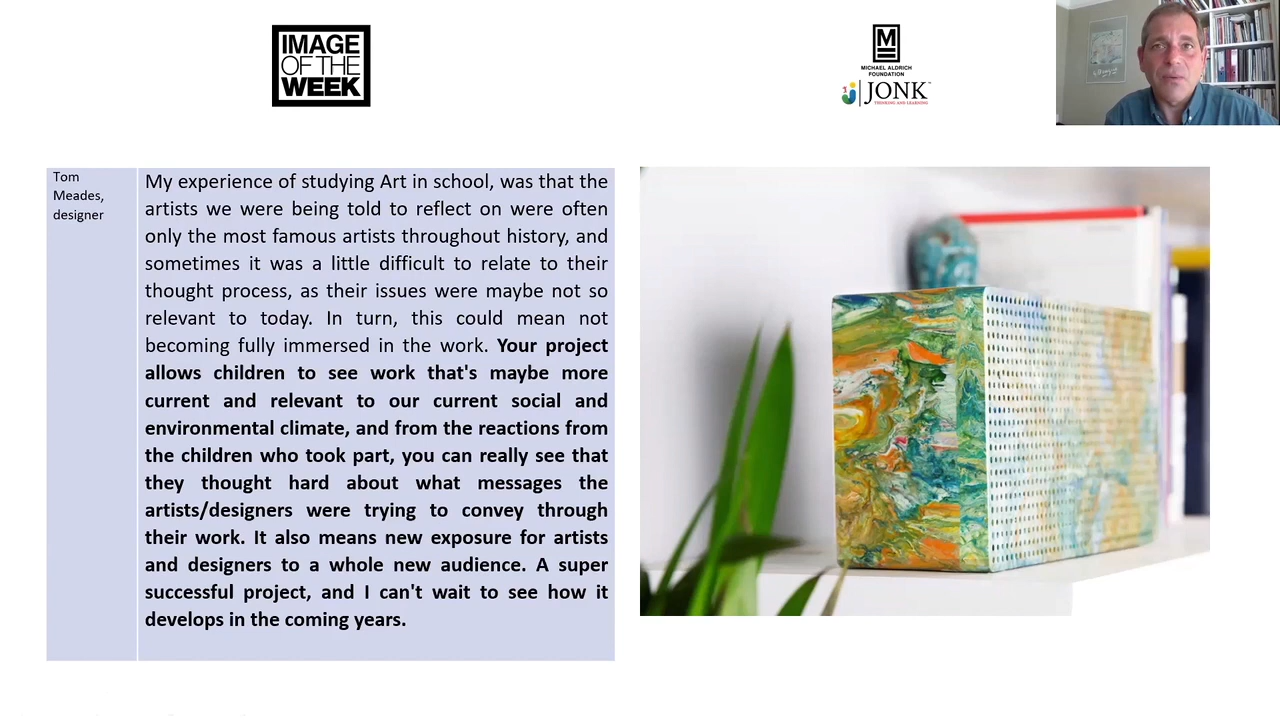 IMAGE
OF THE
WEEK
M
MICHAEL ALDRICH
FOUNDATION
JONK™
THINKING AND LEARNING
Tom
Meades,
designer
My experience of studying Art in school, was that the
artists we were being told to reflect on were often
only the most famous artists throughout history, and
sometimes it was a little difficult to relate to their
thought process, as their issues were maybe not so
relevant to today. In turn, this could mean not
becoming fully immersed in the work. Your project
allows children to see work that's maybe more
current and relevant to our current social and
environmental climate, and from the reactions from
the children who took part, you can really see that
they thought hard about what messages the
artists/designers were trying to convey through
their work. It also means new exposure for artists
and designers to a whole new audience. A super
successful project, and I can't wait to see how it
develops in the coming years.